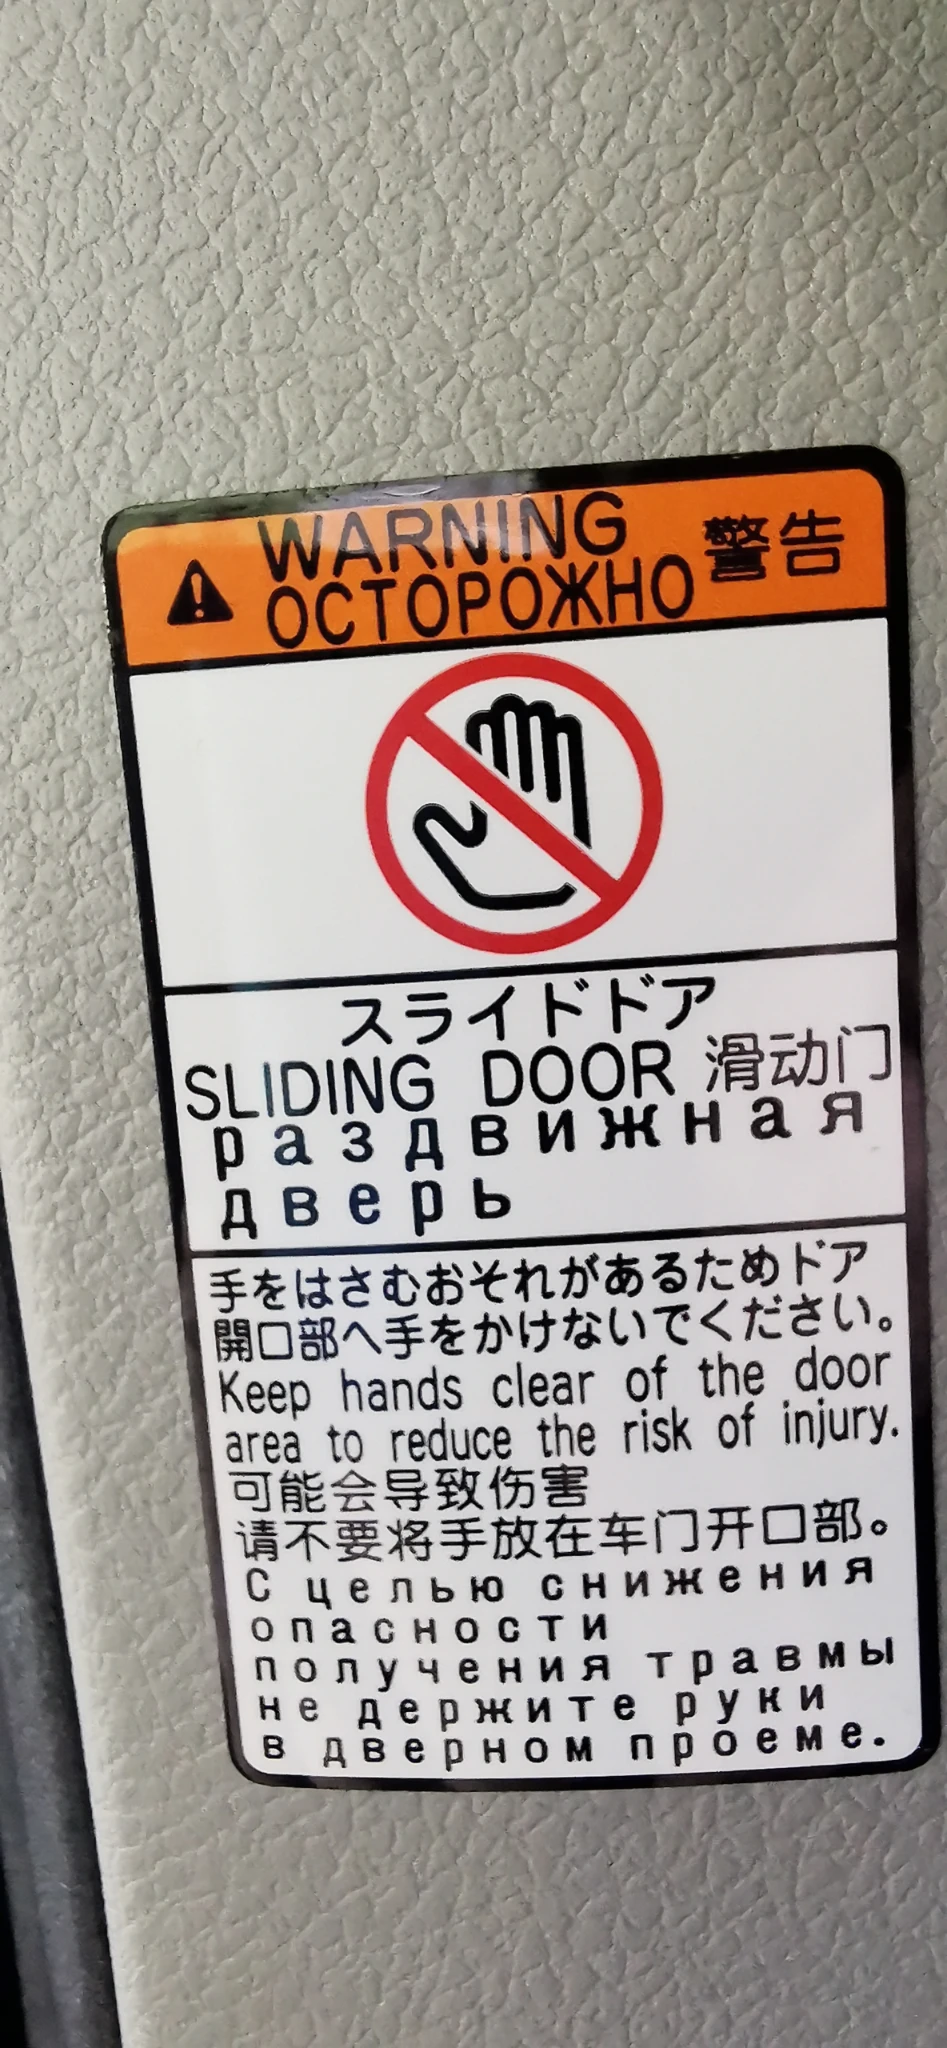 WARNING 警告
ОСТОРОЖНО
スライドドア
SLIDING DOOR 滑动门
раздвижная
дверь
手をはさむおそれがあるためドア
開口部へ手をかけないでください。
Keep hands clear of the door
area to reduce the risk of injury.
可能会导致伤害
请不要将手放在车门开口部。
С целью снижения
опасности
получения травмы
не держите руки
в дверном проеме.